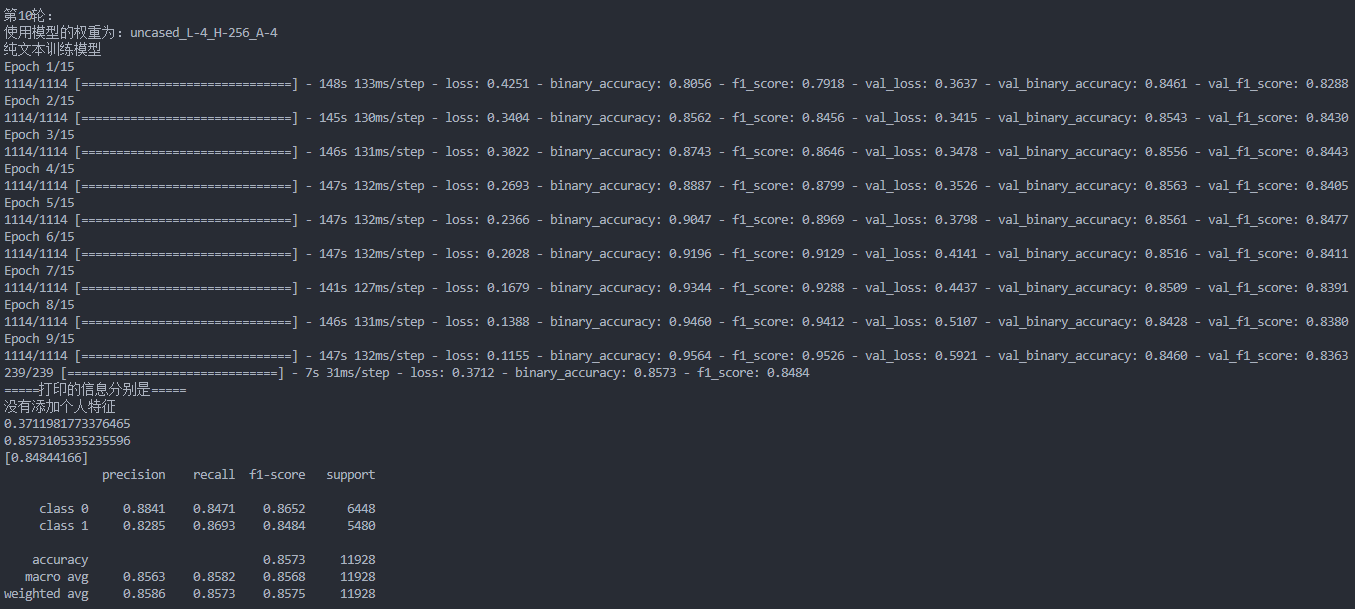 第10轮:
使用模型的权重为: uncased_L-4_H-256_A-4
纯文本训练模型
Epoch 1/15
1114/1114 [==============================] - 148s 133ms/step - loss: 0.4251 - binary_accuracy: 0.8056 - f1_score: 0.7918 - val_loss: 0.3637 - val_binary_accuracy: 0.8461 - val_f1_score: 0.8288
Epoch 2/15
1114/1114 [==============================] - 145s 130ms/step - loss: 0.3404 - binary_accuracy: 0.8562 - f1_score: 0.8456 - val_loss: 0.3415 - val_binary_accuracy: 0.8543 - val_f1_score: 0.8430
Epoch 3/15
1114/1114 [==============================] - 146s 131ms/step - loss: 0.3022 - binary_accuracy: 0.8743 - f1_score: 0.8646 - val_loss: 0.3478 - val_binary_accuracy: 0.8556 - val_f1_score: 0.8443
Epoch 4/15
1114/1114 [==============================] - 147s 132ms/step - loss: 0.2693 - binary_accuracy: 0.8887 - f1_score: 0.8799 - val_loss: 0.3526 - val_binary_accuracy: 0.8563 - val_f1_score: 0.8405
Epoch 5/15
1114/1114 [==============================] - 147s 132ms/step - loss: 0.2366 - binary_accuracy: 0.9047 - f1_score: 0.8969 - val_loss: 0.3798 - val_binary_accuracy: 0.8561 - val_f1_score: 0.8477
Epoch 6/15
1114/1114 [==============================] - 147s 132ms/step - loss: 0.2028 - binary_accuracy: 0.9196 - f1_score: 0.9129 - val_loss: 0.4141 - val_binary_accuracy: 0.8516 - val_f1_score: 0.8411
Epoch 7/15
1114/1114 [==============================] - 141s 127ms/step - loss: 0.1679 - binary_accuracy: 0.9344 - f1_score: 0.9288 - val_loss: 0.4437 - val_binary_accuracy: 0.8509 - val_f1_score: 0.8391
Epoch 8/15
1114/1114 [==============================] - 146s 131ms/step - loss: 0.1388 - binary_accuracy: 0.9460 - f1_score: 0.9412 - val_loss: 0.5107 - val_binary_accuracy: 0.8428 - val_f1_score: 0.8380
Epoch 9/15
1114/1114 [==============================] - 147s 132ms/step - loss: 0.1155 - binary_accuracy: 0.9564 - f1_score: 0.9526 - val_loss: 0.5921 - val_binary_accuracy: 0.8460 - val_f1_score: 0.8363
239/239 [==============================] - 7s 31ms/step - loss: 0.3712 - binary_accuracy: 0.8573 - f1_score: 0.8484
=====打印的信息分别是=====
没有添加个人特征
0.3711981773376465
0.8573105335235596
[0.84844166]
precision recall f1-score support
class 0 0.8841 0.8471 0.8652 6448
class 1 0.8285 0.8693 0.8484 5480
accuracy 0.8573 11928
macro avg 0.8563 0.8582 0.8568 11928
weighted avg 0.8586 0.8573 0.8575 11928